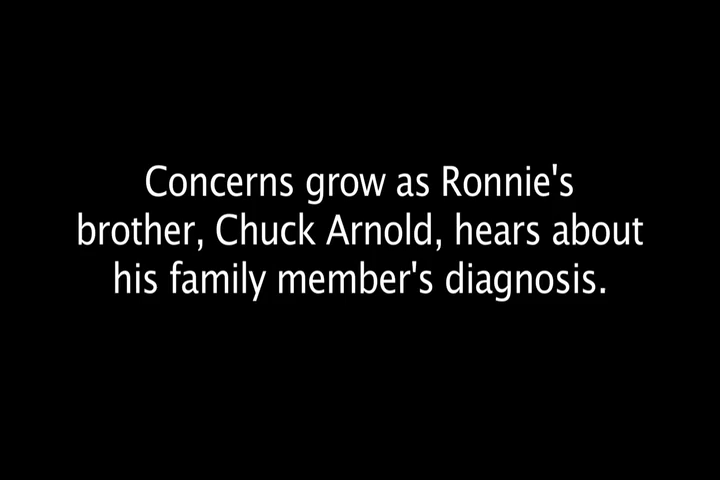 Concerns grow as Ronnie's
brother, Chuck Arnold, hears about
his family member's diagnosis.